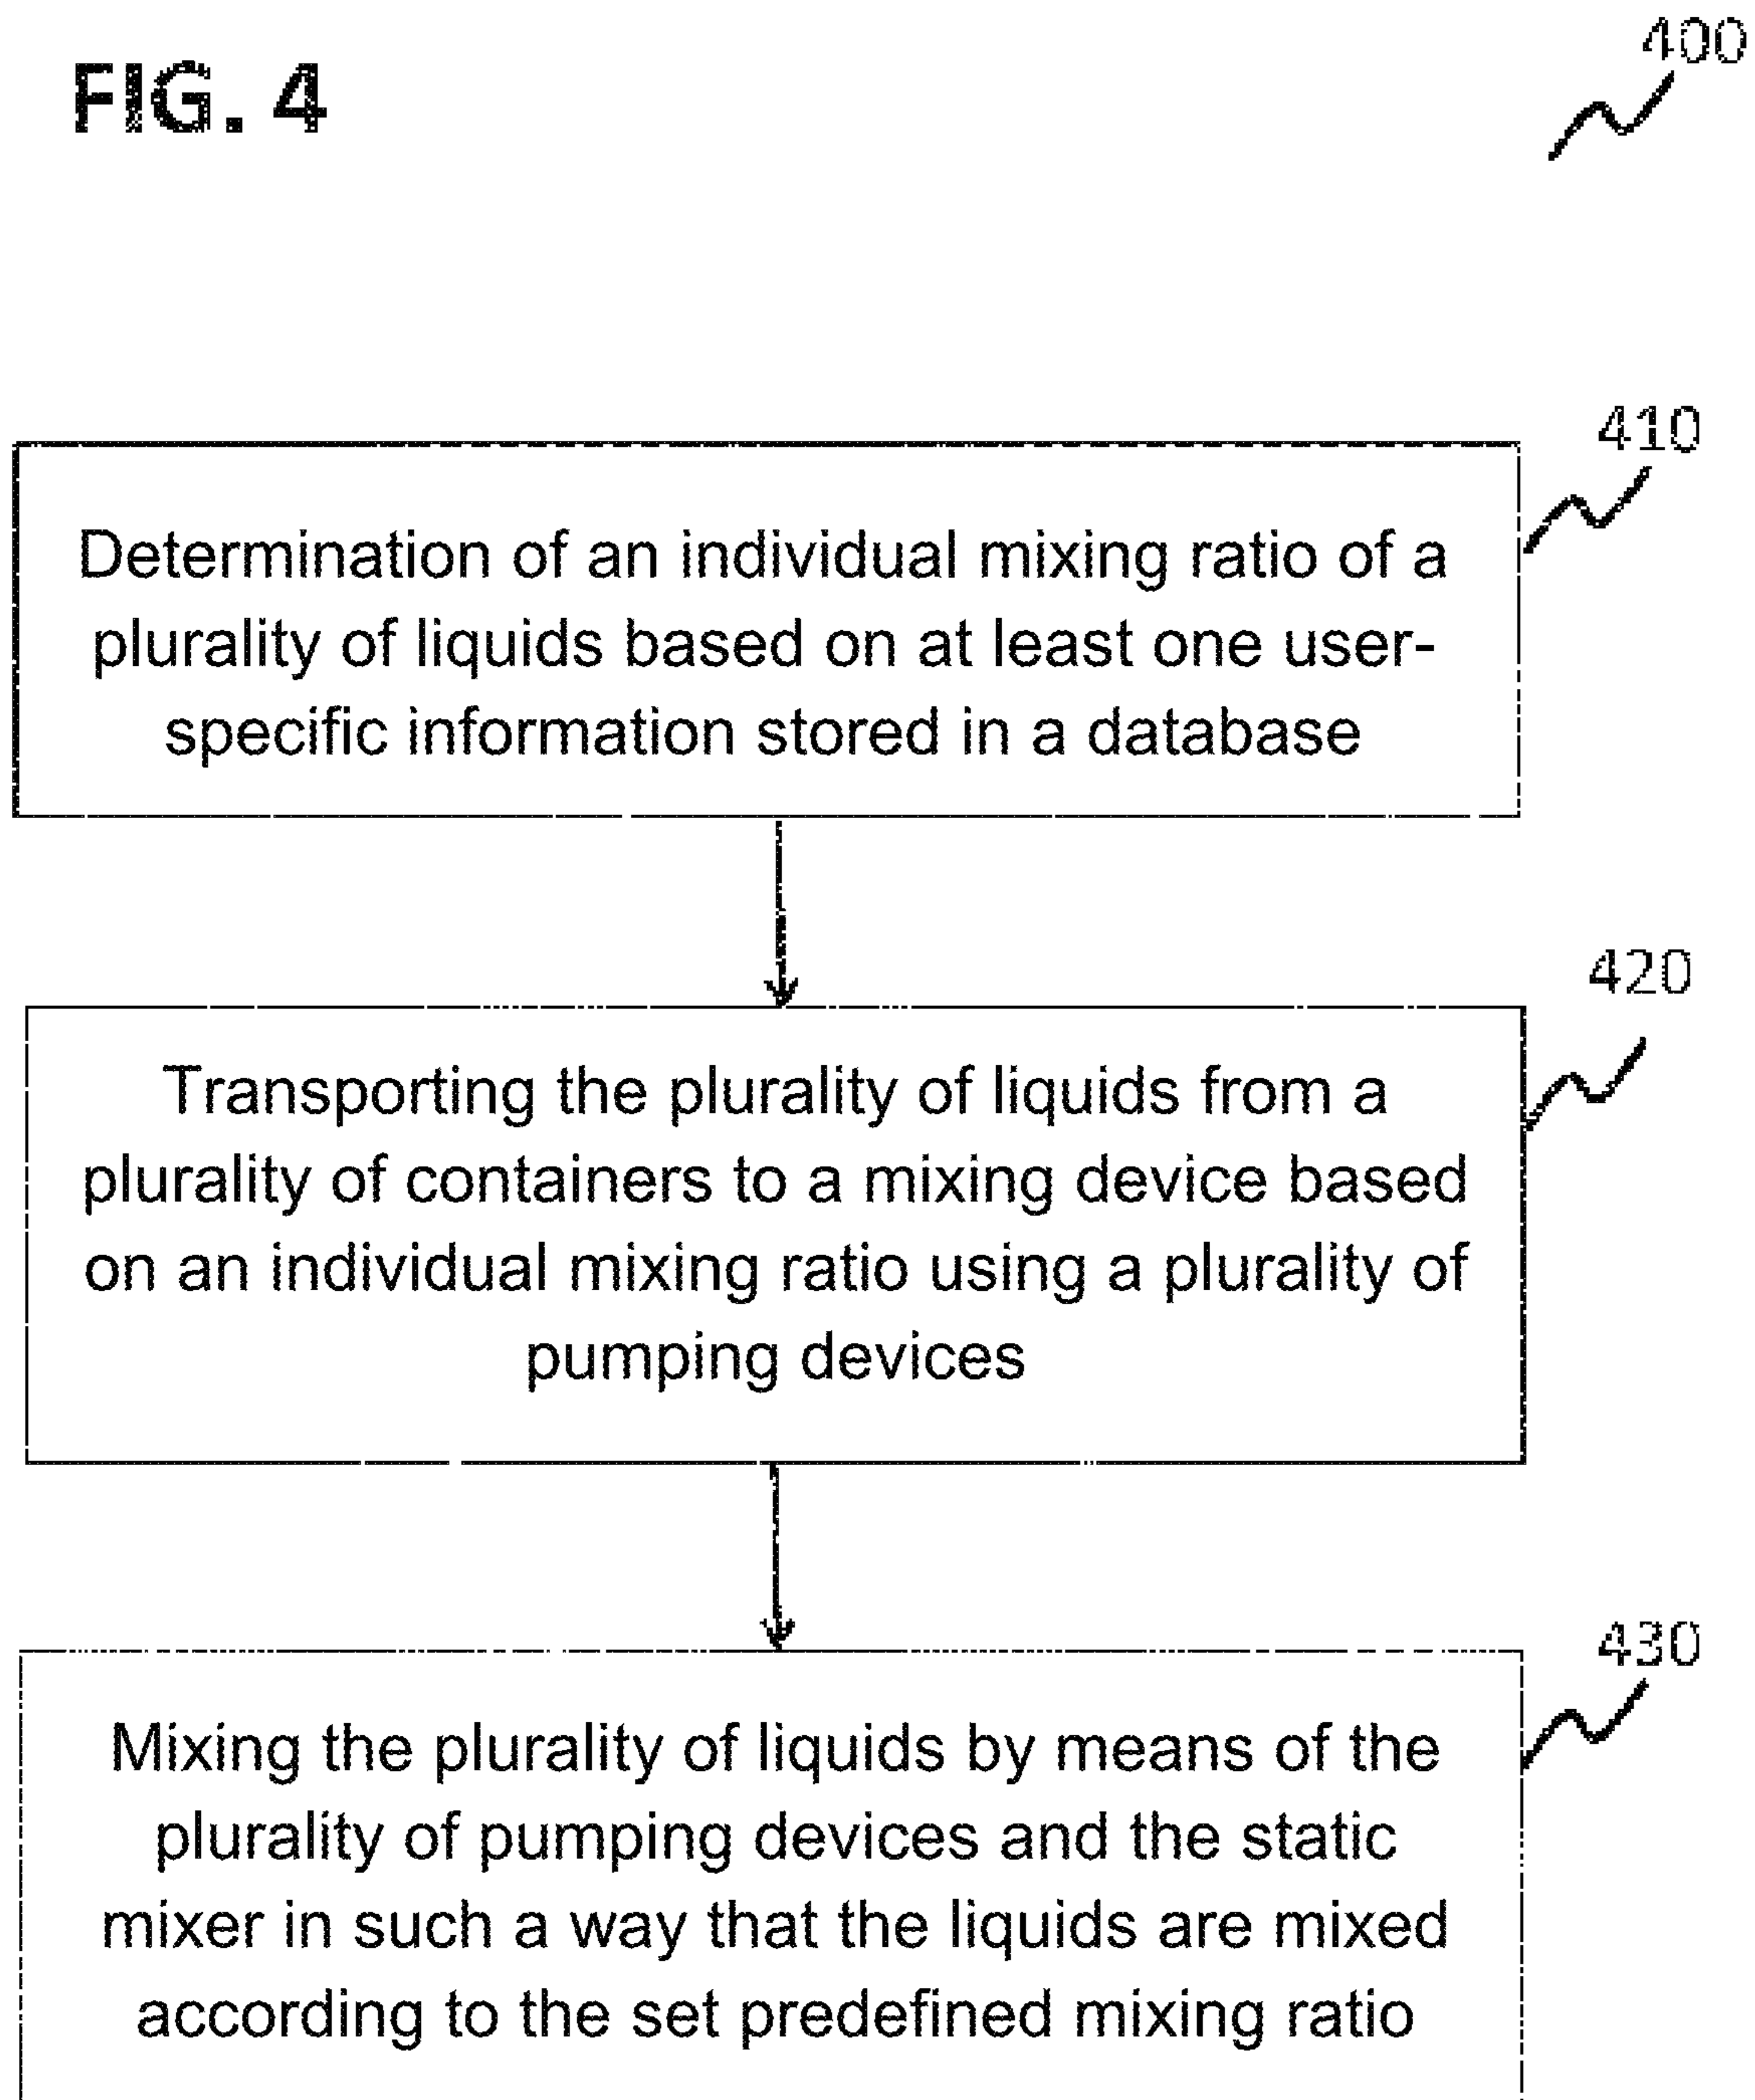 FIG. 4
400
410
Determination of an individual mixing ratio of a
plurality of liquids based on at least one user-
specific information stored in a database
420
Transporting the plurality of liquids from a
plurality of containers to a mixing device based
on an individual mixing ratio using a plurality of
pumping devices
430
Mixing the plurality of liquids by means of the
plurality of pumping devices and the static
mixer in such a way that the liquids are mixed
according to the set predefined mixing ratio